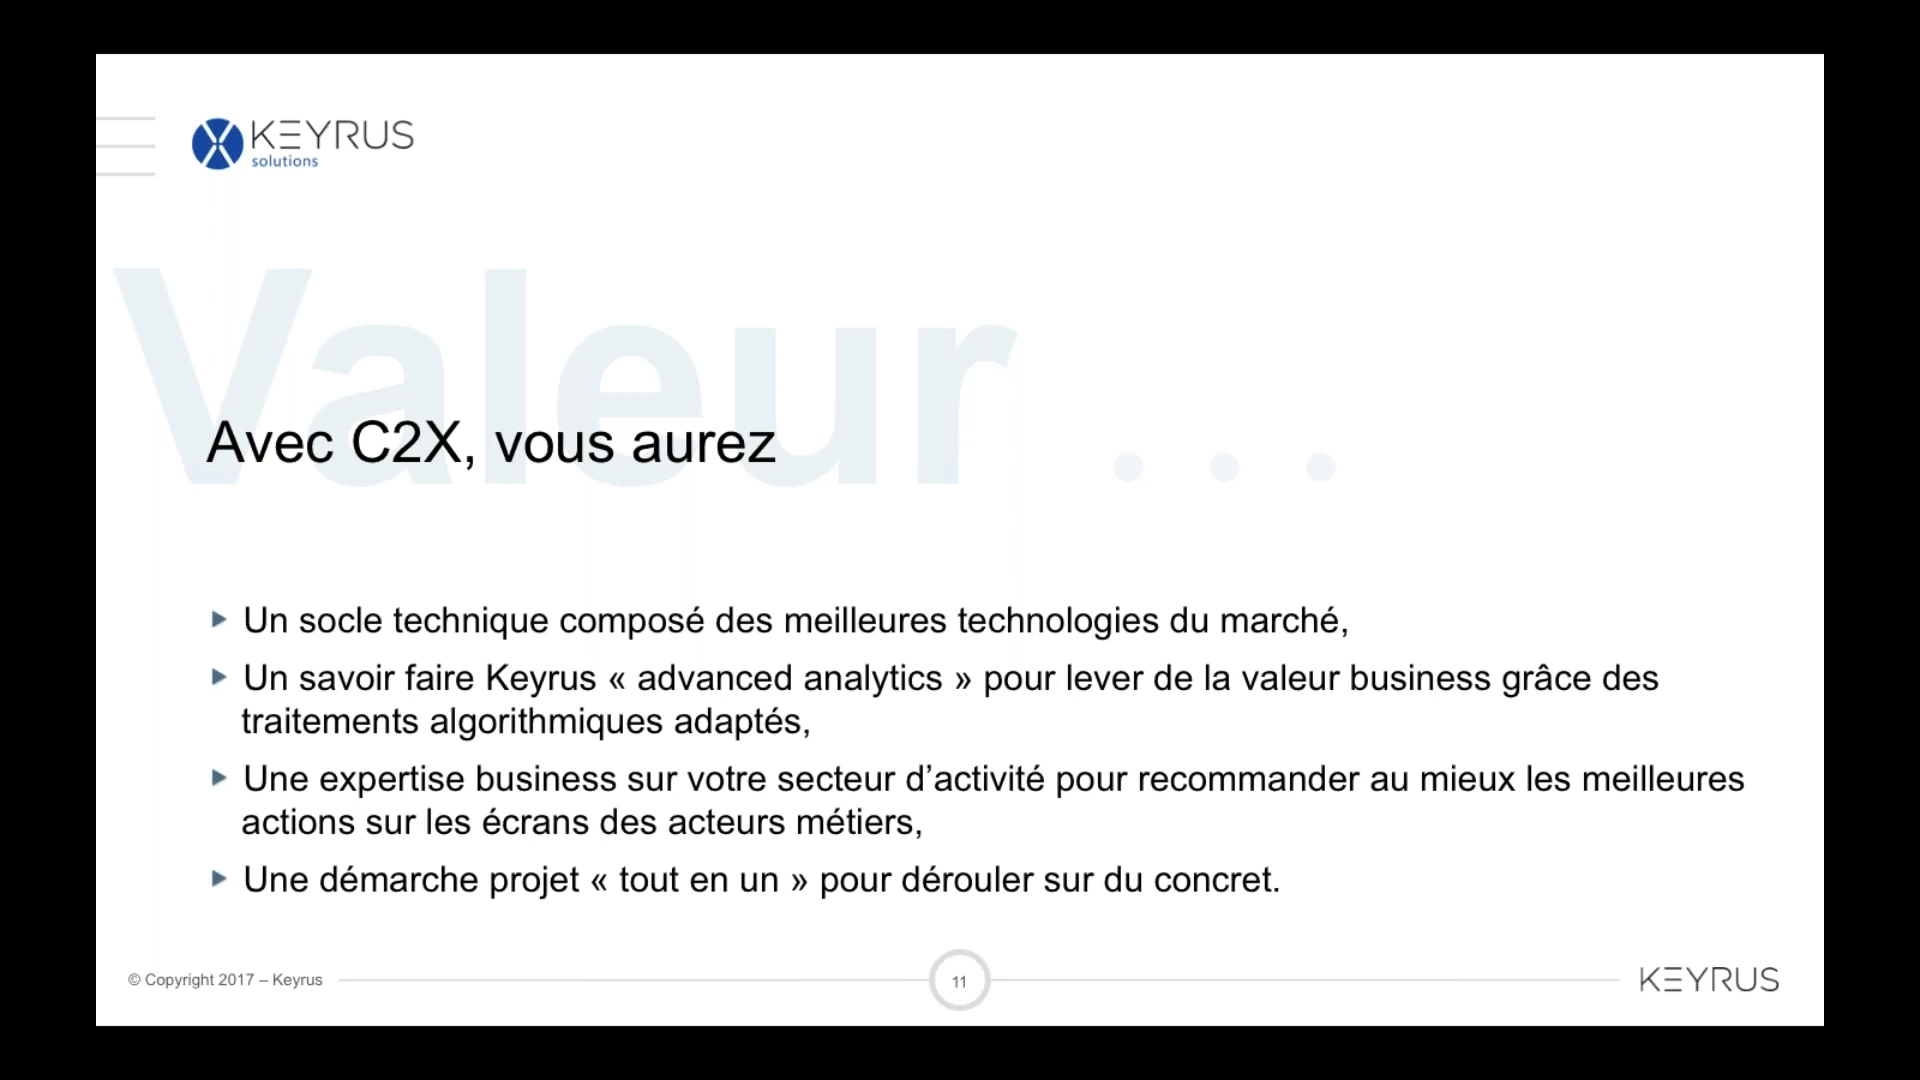 KEYRUS
solutions
Valeur ...
Avec C2X, vous aurez
Un socle technique composé des meilleures technologies du marché,
Un savoir faire Keyrus « advanced analytics » pour lever de la valeur business grâce des
traitements algorithmiques adaptés,
Une expertise business sur votre secteur d’activité pour recommander au mieux les meilleures
actions sur les écrans des acteurs métiers,
Une démarche projet « tout en un » pour dérouler sur du concret.
© Copyright 2017 – Keyrus
11
KEYRUS